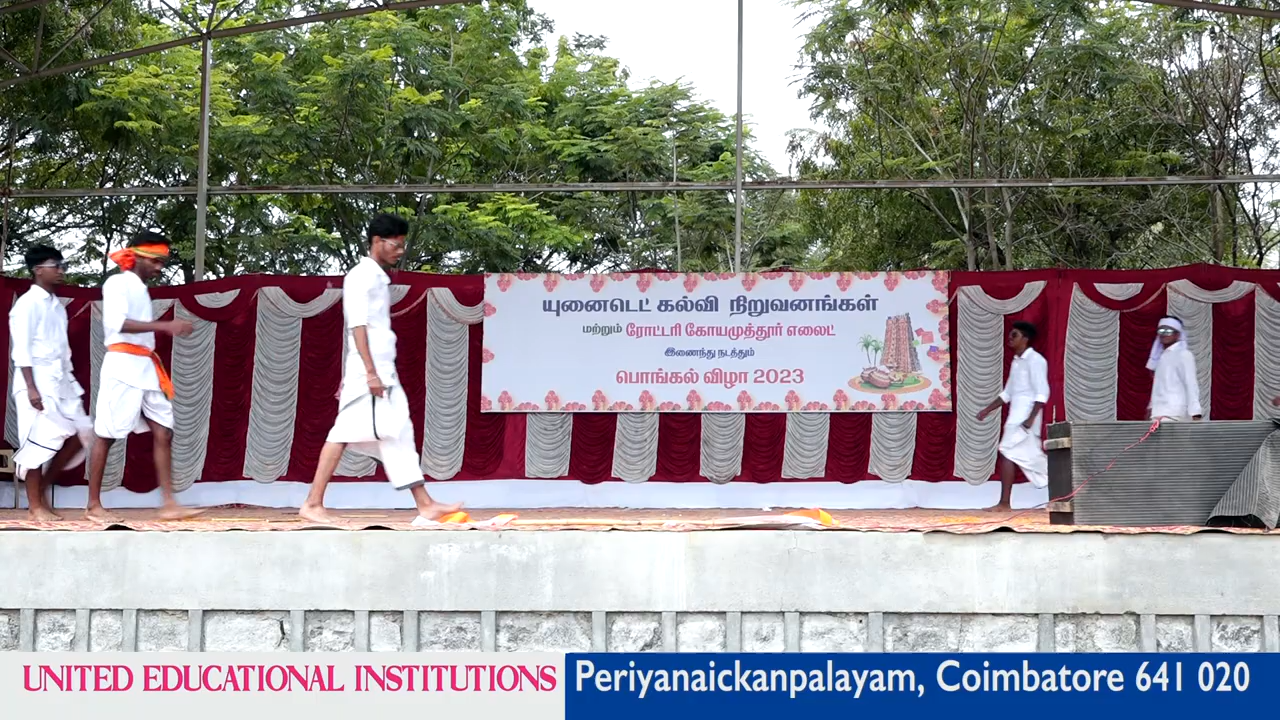 யுனைடெட் கல்வி நிறுவனங்கள்
மற்றும் ரோட்டரி கோயமுத்தூர் எலைட்
இணைந்து நடத்தும்
பொங்கல் விழா 2023
UNITED EDUCATIONAL INSTITUTIONS
Periyanaickanpalayam, Coimbatore 641 020